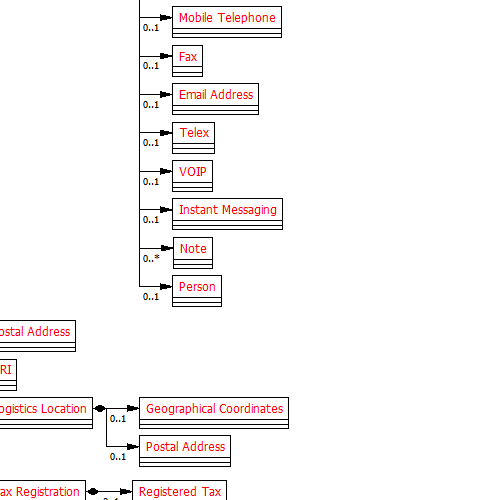 Mobile Telephone
0..1
Fax
0..1
Email Address
0..1
Telex
0..1
VOIP
0..1
Instant Messaging
0..1
Note
0..*
Person
0..1
ostal Address
RI
ogistics Location
Geographical Coordinates
0..1
Postal Address
0..1
ax Registration
Registered Tax